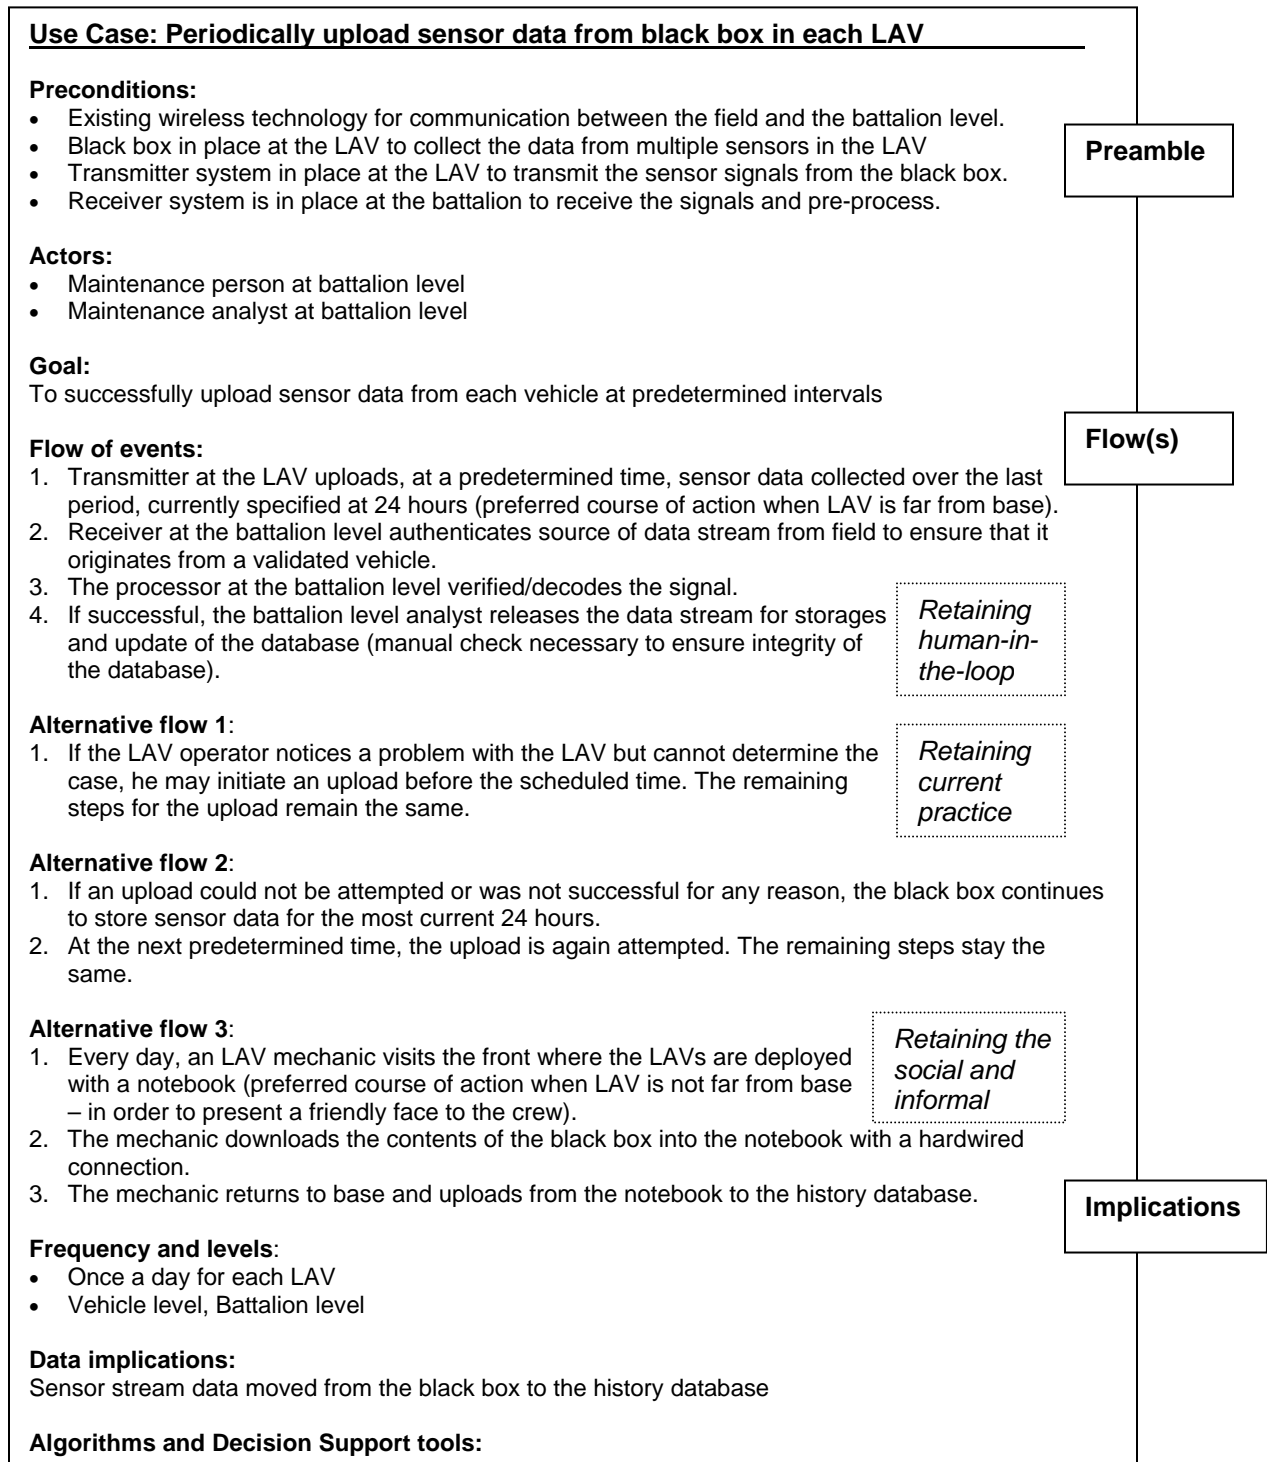 Use Case: Periodically upload sensor data from black box in each LAV
Preconditions:
• Existing wireless technology for communication between the field and the battalion level.
• Black box in place at the LAV to collect the data from multiple sensors in the LAV
• Transmitter system in place at the LAV to transmit the sensor signals from the black box.
• Receiver system is in place at the battalion to receive the signals and pre-process.
Preamble
Actors:
• Maintenance person at battalion level
• Maintenance analyst at battalion level
Goal:
To successfully upload sensor data from each vehicle at predetermined intervals
Flow(s)
Flow of events:
1. Transmitter at the LAV uploads, at a predetermined time, sensor data collected over the last
period, currently specified at 24 hours (preferred course of action when LAV is far from base).
2. Receiver at the battalion level authenticates source of data stream from field to ensure that it
originates from a validated vehicle.
3. The processor at the battalion level verified/decodes the signal.
4. If successful, the battalion level analyst releases the data stream for storages
and update of the database (manual check necessary to ensure integrity of
the database).
Retaining
human-in-
the-loop
Alternative flow 1:
1. If the LAV operator notices a problem with the LAV but cannot determine the
case, he may initiate an upload before the scheduled time. The remaining
steps for the upload remain the same.
Retaining
current
practice
Alternative flow 2:
1. If an upload could not be attempted or was not successful for any reason, the black box continues
to store sensor data for the most current 24 hours.
2. At the next predetermined time, the upload is again attempted. The remaining steps stay the
same.
Alternative flow 3:
1. Every day, an LAV mechanic visits the front where the LAVs are deployed
with a notebook (preferred course of action when LAV is not far from base
– in order to present a friendly face to the crew).
Retaining the
social and
informal
2. The mechanic downloads the contents of the black box into the notebook with a hardwired
connection.
3. The mechanic returns to base and uploads from the notebook to the history database.
Implications
Frequency and levels:
• Once a day for each LAV
• Vehicle level, Battalion level
Data implications:
Sensor stream data moved from the black box to the history database
Algorithms and Decision Support tools: